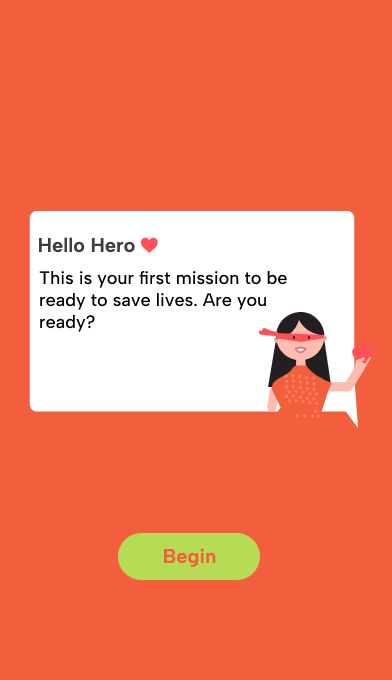 Hello Hero ❤
This is your first mission to be
ready to save lives. Are you
ready?
Begin